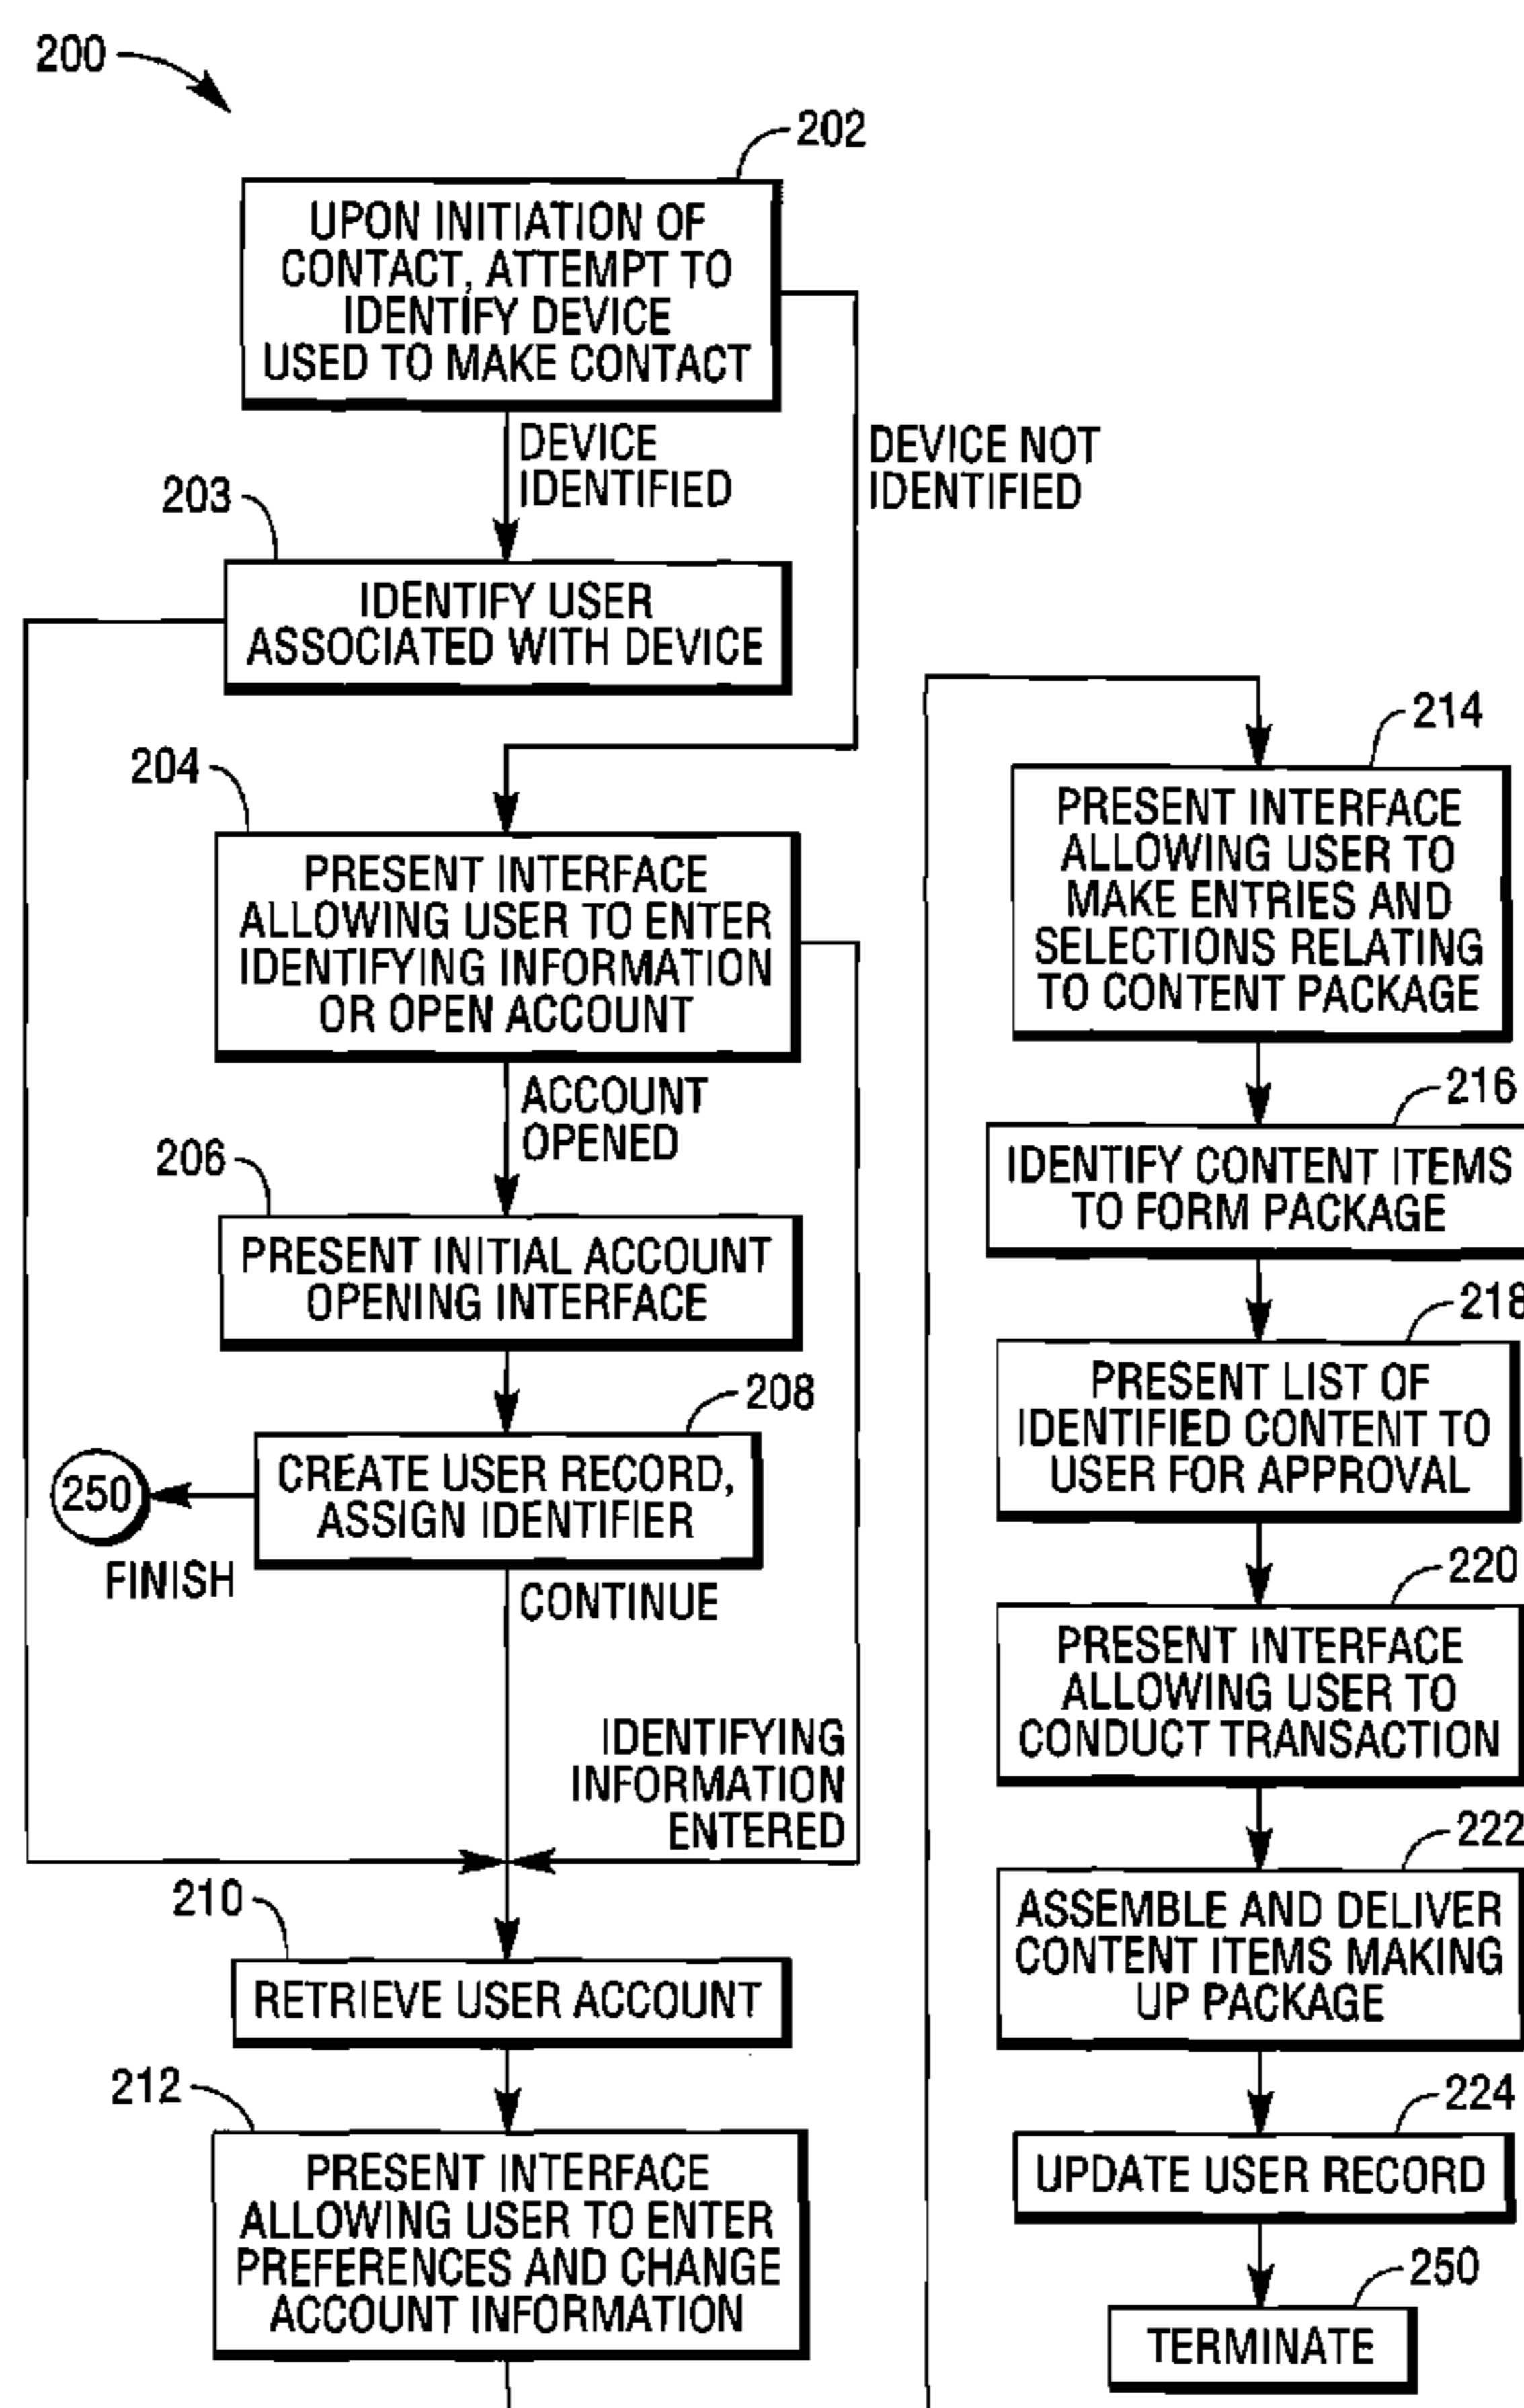 200
202
UPON INITIATION OF
CONTACT, ATTEMPT TO
IDENTIFY DEVICE
USED TO MAKE CONTACT
DEVICE
IDENTIFIED
DEVICE NOT
IDENTIFIED
203
IDENTIFY USER
ASSOCIATED WITH DEVICE
204
PRESENT INTERFACE
ALLOWING USER TO ENTER
IDENTIFYING INFORMATION
OR OPEN ACCOUNT
ACCOUNT
OPENED
206
PRESENT INITIAL ACCOUNT
OPENING INTERFACE
208
CREATE USER RECORD,
ASSIGN IDENTIFIER
250
FINISH
CONTINUE
IDENTIFYING
INFORMATION
ENTERED
210
RETRIEVE USER ACCOUNT
212
PRESENT INTERFACE
ALLOWING USER TO ENTER
PREFERENCES AND CHANGE
ACCOUNT INFORMATION
214
PRESENT INTERFACE
ALLOWING USER TO
MAKE ENTRIES AND
SELECTIONS RELATING
TO CONTENT PACKAGE
216
IDENTIFY CONTENT ITEMS
TO FORM PACKAGE
218
PRESENT LIST OF
IDENTIFIED CONTENT TO
USER FOR APPROVAL
220
PRESENT INTERFACE
ALLOWING USER TO
CONDUCT TRANSACTION
222
ASSEMBLE AND DELIVER
CONTENT ITEMS MAKING
UP PACKAGE
224
UPDATE USER RECORD
250
TERMINATE